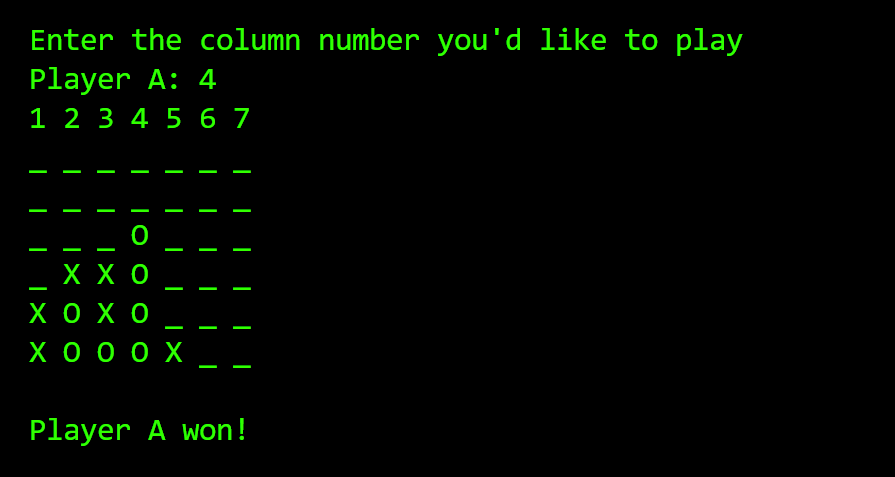 Enter the column number you'd like to play
Player A: 4
1 2 3 4 5 6 7
_ _ _ _ _ _ _
_ _ _ _ _ _ _
_ _ _ O _ _ _
_ X X O _ _ _
X O X O _ _ _
X O O O X _ _
Player A won!